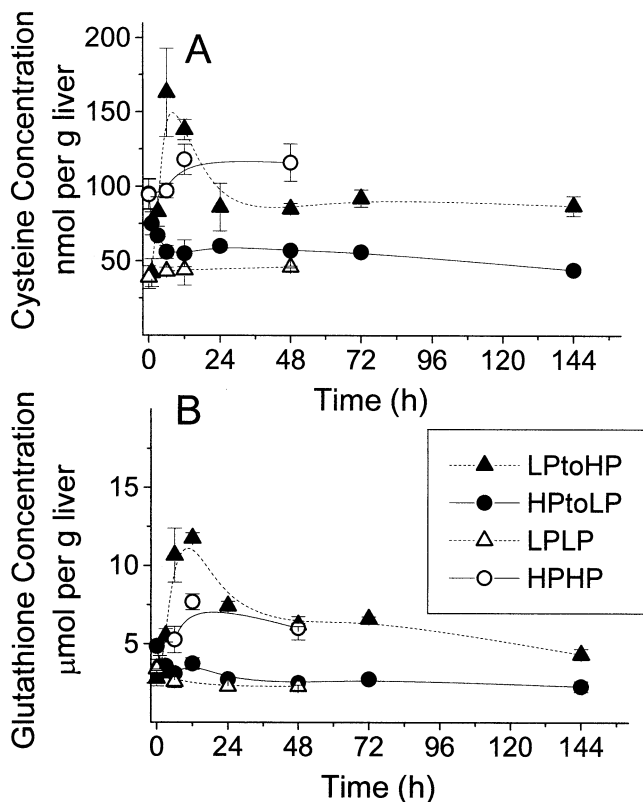 A
Cysteine Concentration
nmol per g liver
200
150
100
50
0 24 48 72 96 120 144
Time (h)
B
Glutathione Concentration
μmol per g liver
15
10
5
0 24 48 72 96 120 144
Time (h)
LPtoHP
HPtoLP
LPLP
HPHP